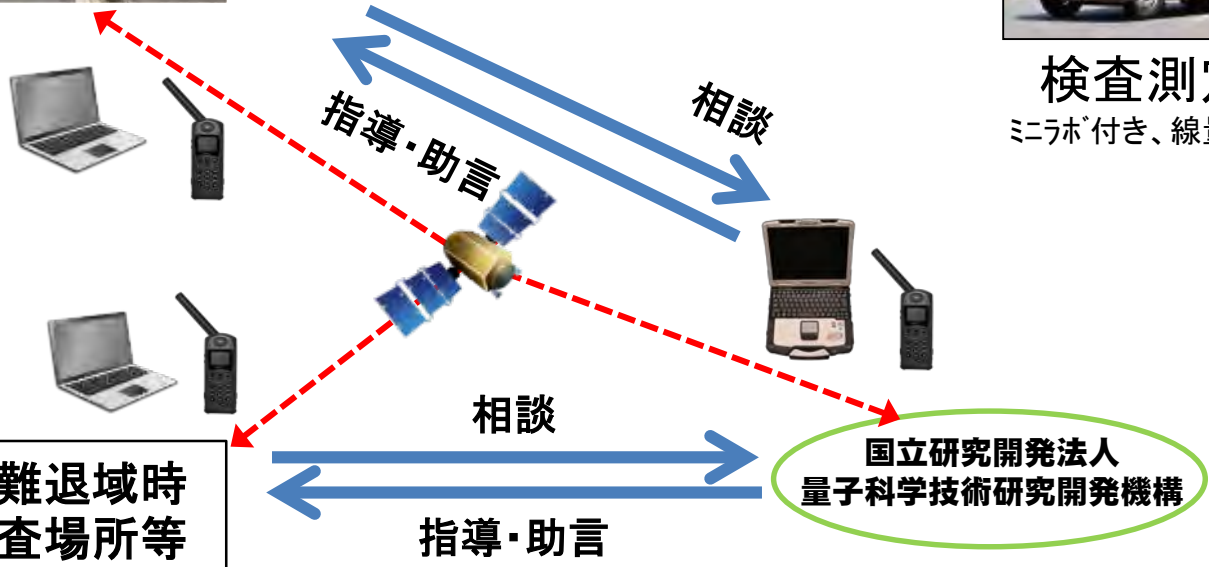 相談
検査測
ﾐﾆﾗﾎﾞ付き、線
指導・助言
相談
国立研究開発法人
量子科学技術研究開発機構
難退域時
査場所等
指導・助言